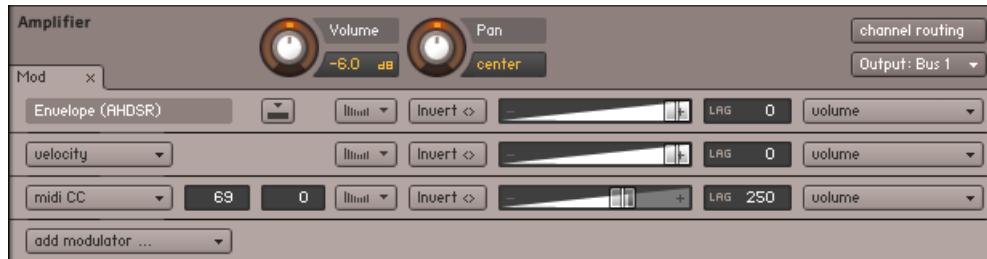 Amplifier Volume Pan channel routing
-6.0 dB center Output: Bus 1
Mod x
Envelope (AHDSR) Invert <> - + LAG 0 volume
velocity Invert <> - + LAG 0 volume
midi CC 69 0 Invert <> - + LAG 250 volume
add modulator ...